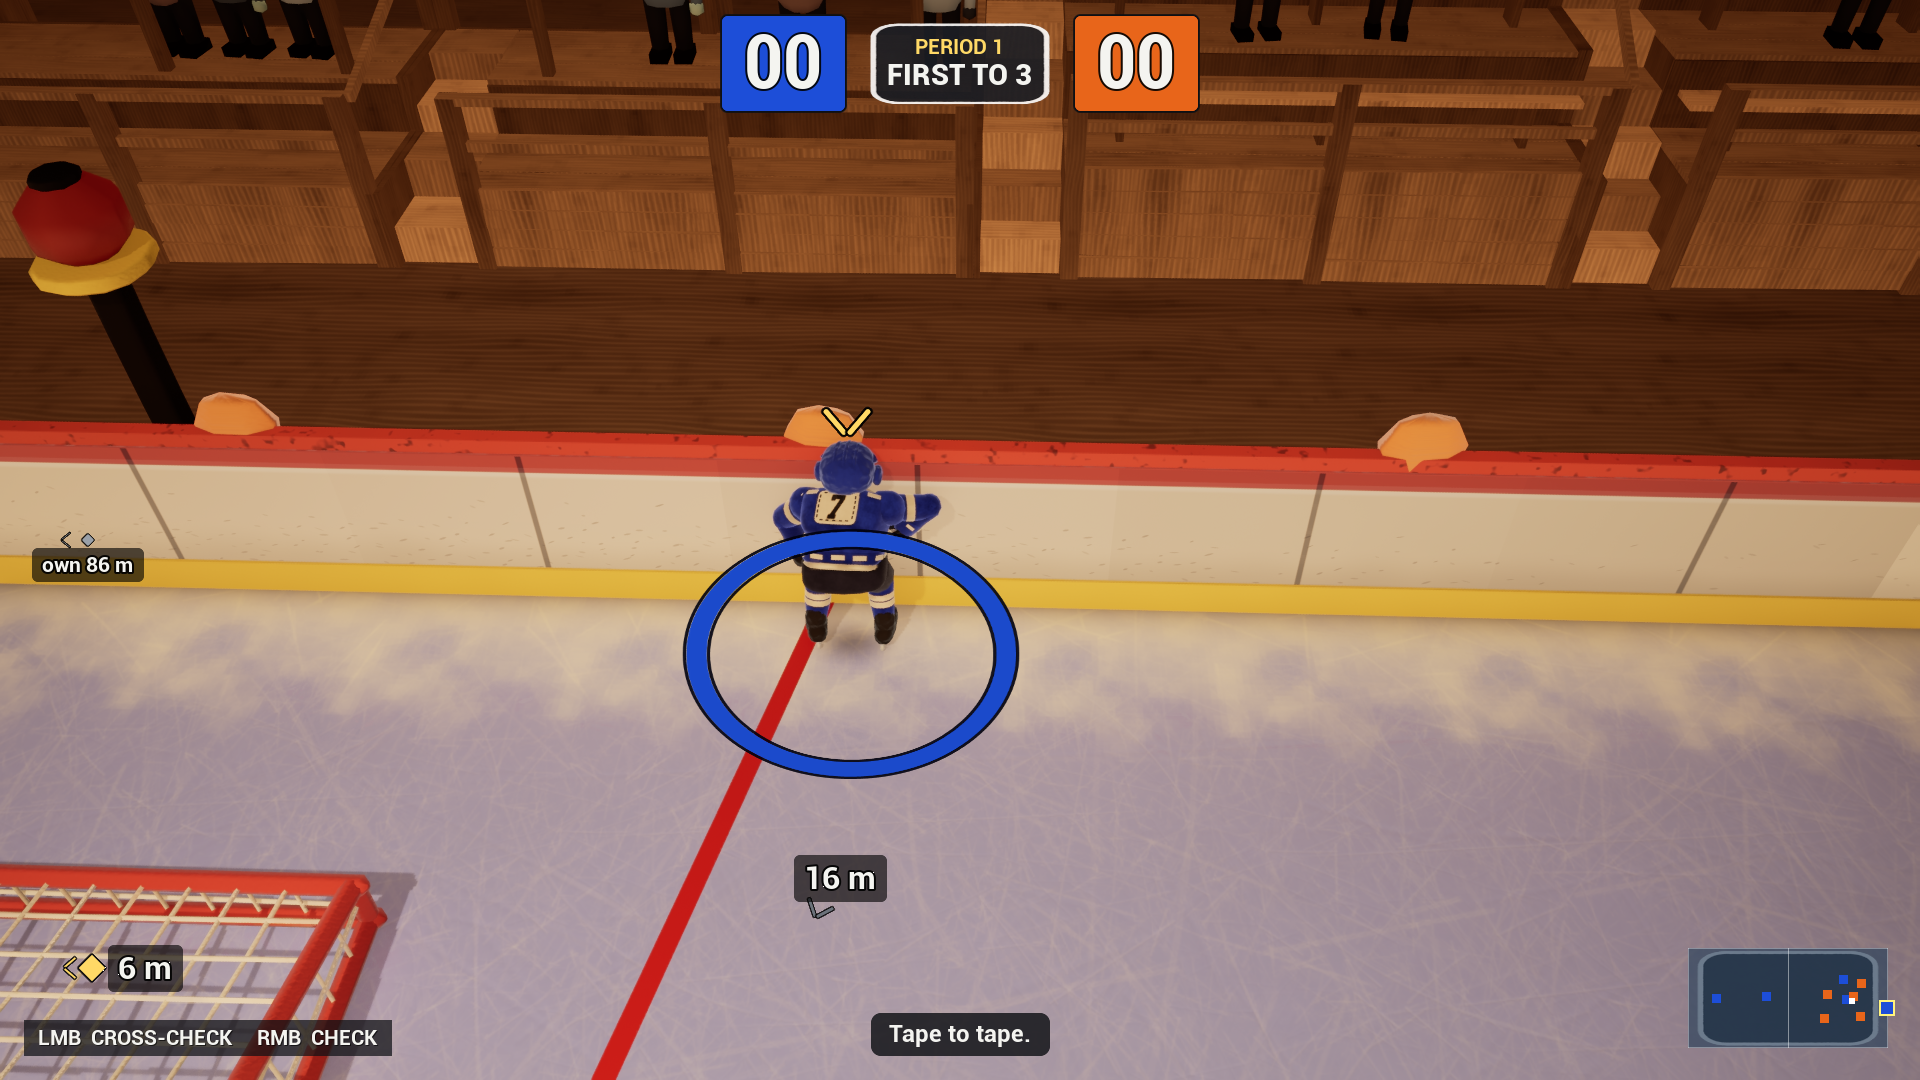 00
PERIOD 1
FIRST TO 3
00
7
own 86 m
16 m
6 m
LMB CROSS-CHECK RMB CHECK
Tape to tape.